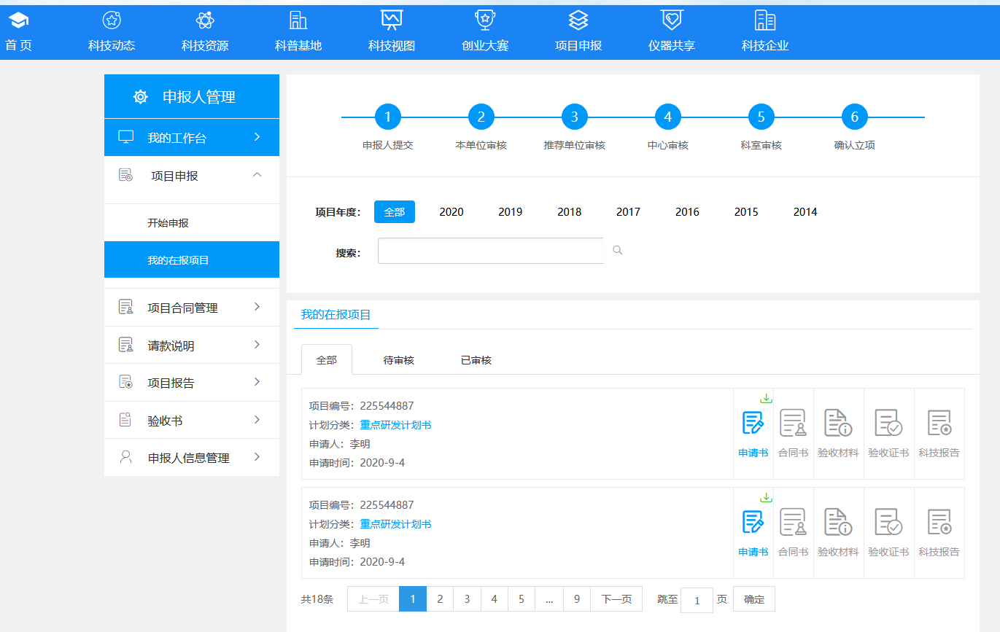 首 页 科技动态 科技资源 科普基地 科技视图 创业大赛 项目申报 仪器共享 科技企业
申报人管理
我的工作台
项目申报
开始申报
我的在报项目
项目合同管理
请款说明
项目报告
验收书
申报人信息管理
1 2 3 4 5 6
申报人提交 本单位审核 推荐单位审核 中心审核 科室审核 确认立项
项目年度： 全部 2020 2019 2018 2017 2016 2015 2014
搜索：
我的在报项目
全部 待审核 已审核
项目编号：225544887
计划分类：重点研发计划书
申请人：李明
申请时间：2020-9-4
申请书 合同书 验收材料 验收证书 科技报告
项目编号：225544887
计划分类：重点研发计划书
申请人：李明
申请时间：2020-9-4
申请书 合同书 验收材料 验收证书 科技报告
共18条 上一页 1 2 3 4 5 ... 9 下一页 跳至 1 页 确定